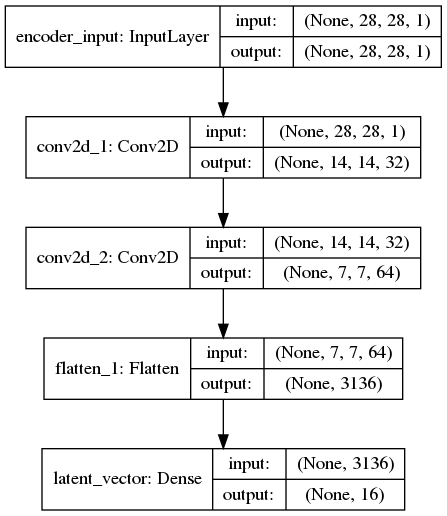 encoder_input: InputLayer
input: (None, 28, 28, 1)
output: (None, 28, 28, 1)
conv2d_1: Conv2D
input: (None, 28, 28, 1)
output: (None, 14, 14, 32)
conv2d_2: Conv2D
input: (None, 14, 14, 32)
output: (None, 7, 7, 64)
flatten_1: Flatten
input: (None, 7, 7, 64)
output: (None, 3136)
latent_vector: Dense
input: (None, 3136)
output: (None, 16)